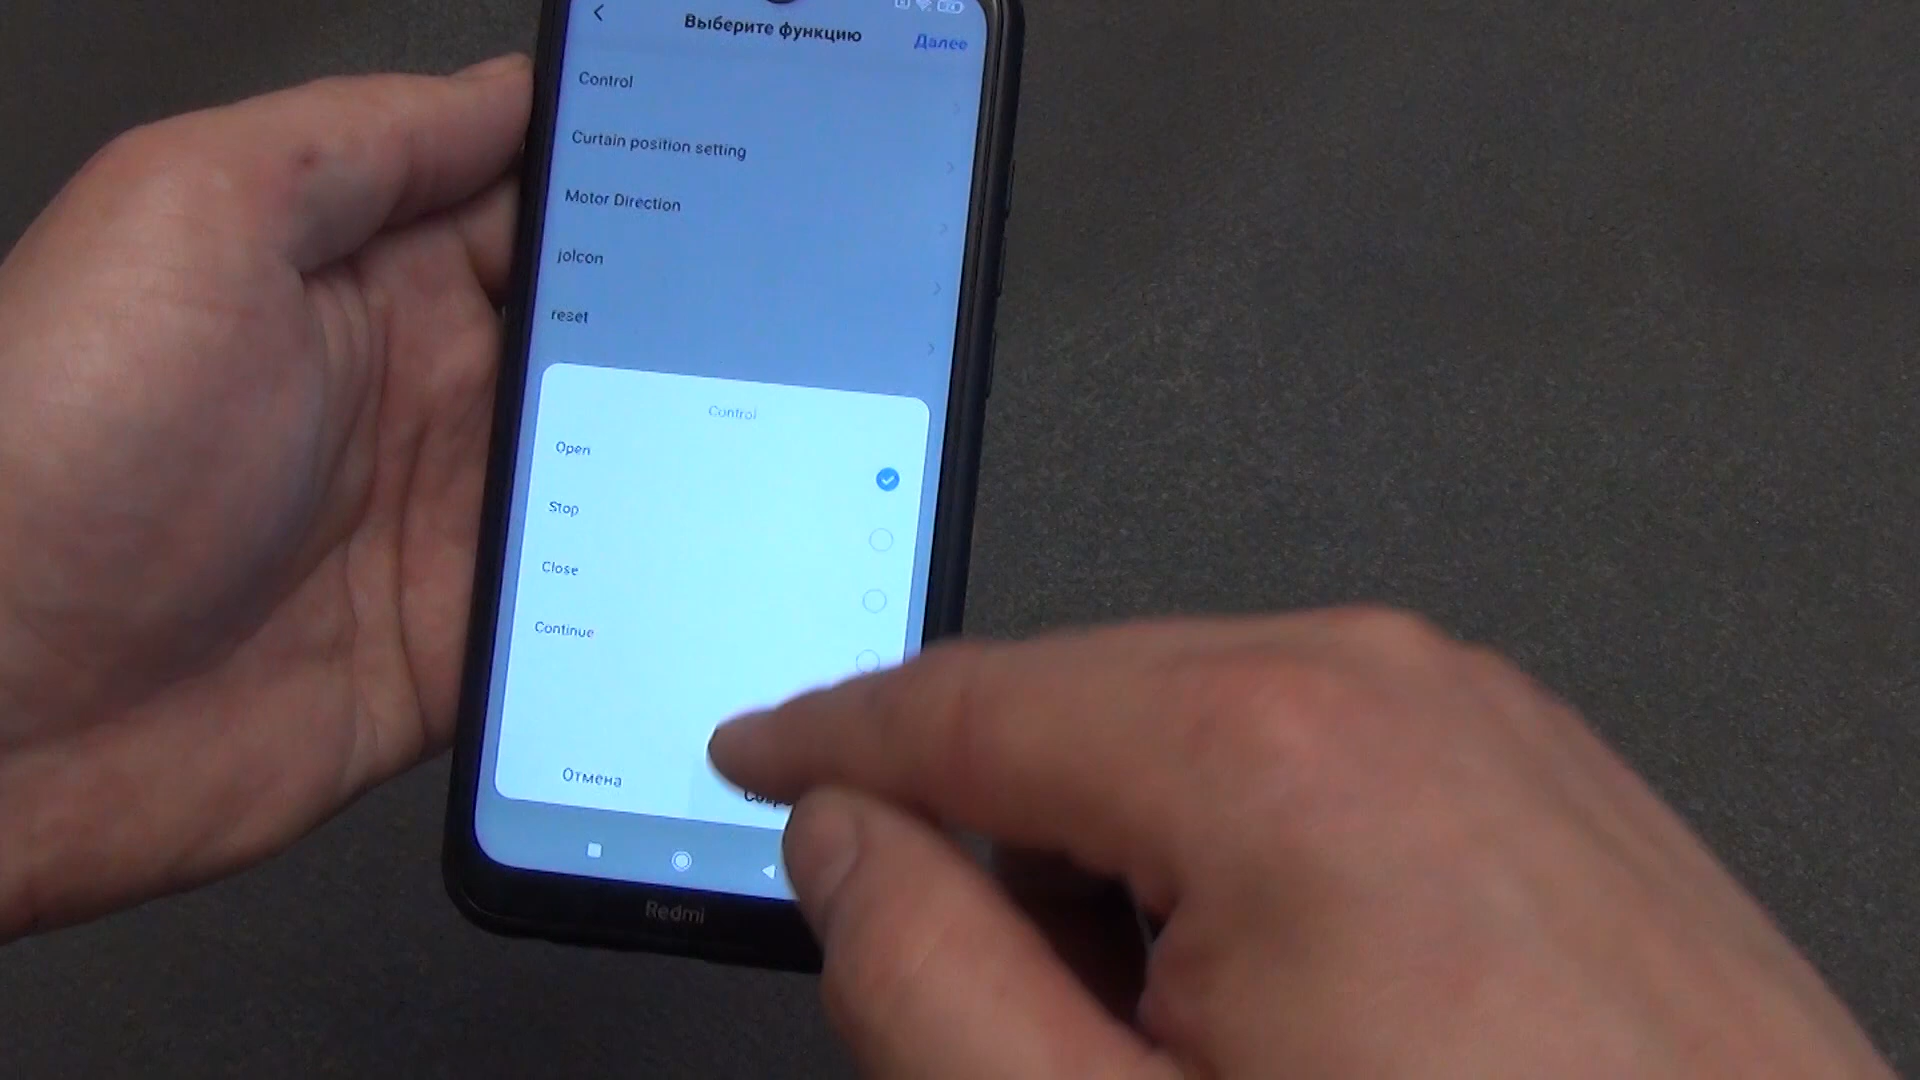 Выберите функцию
Далее
Control
Curtain position setting
Motor Direction
jolcon
reset
Control
Open
Stop
Close
Continue
Отмена
Redmi